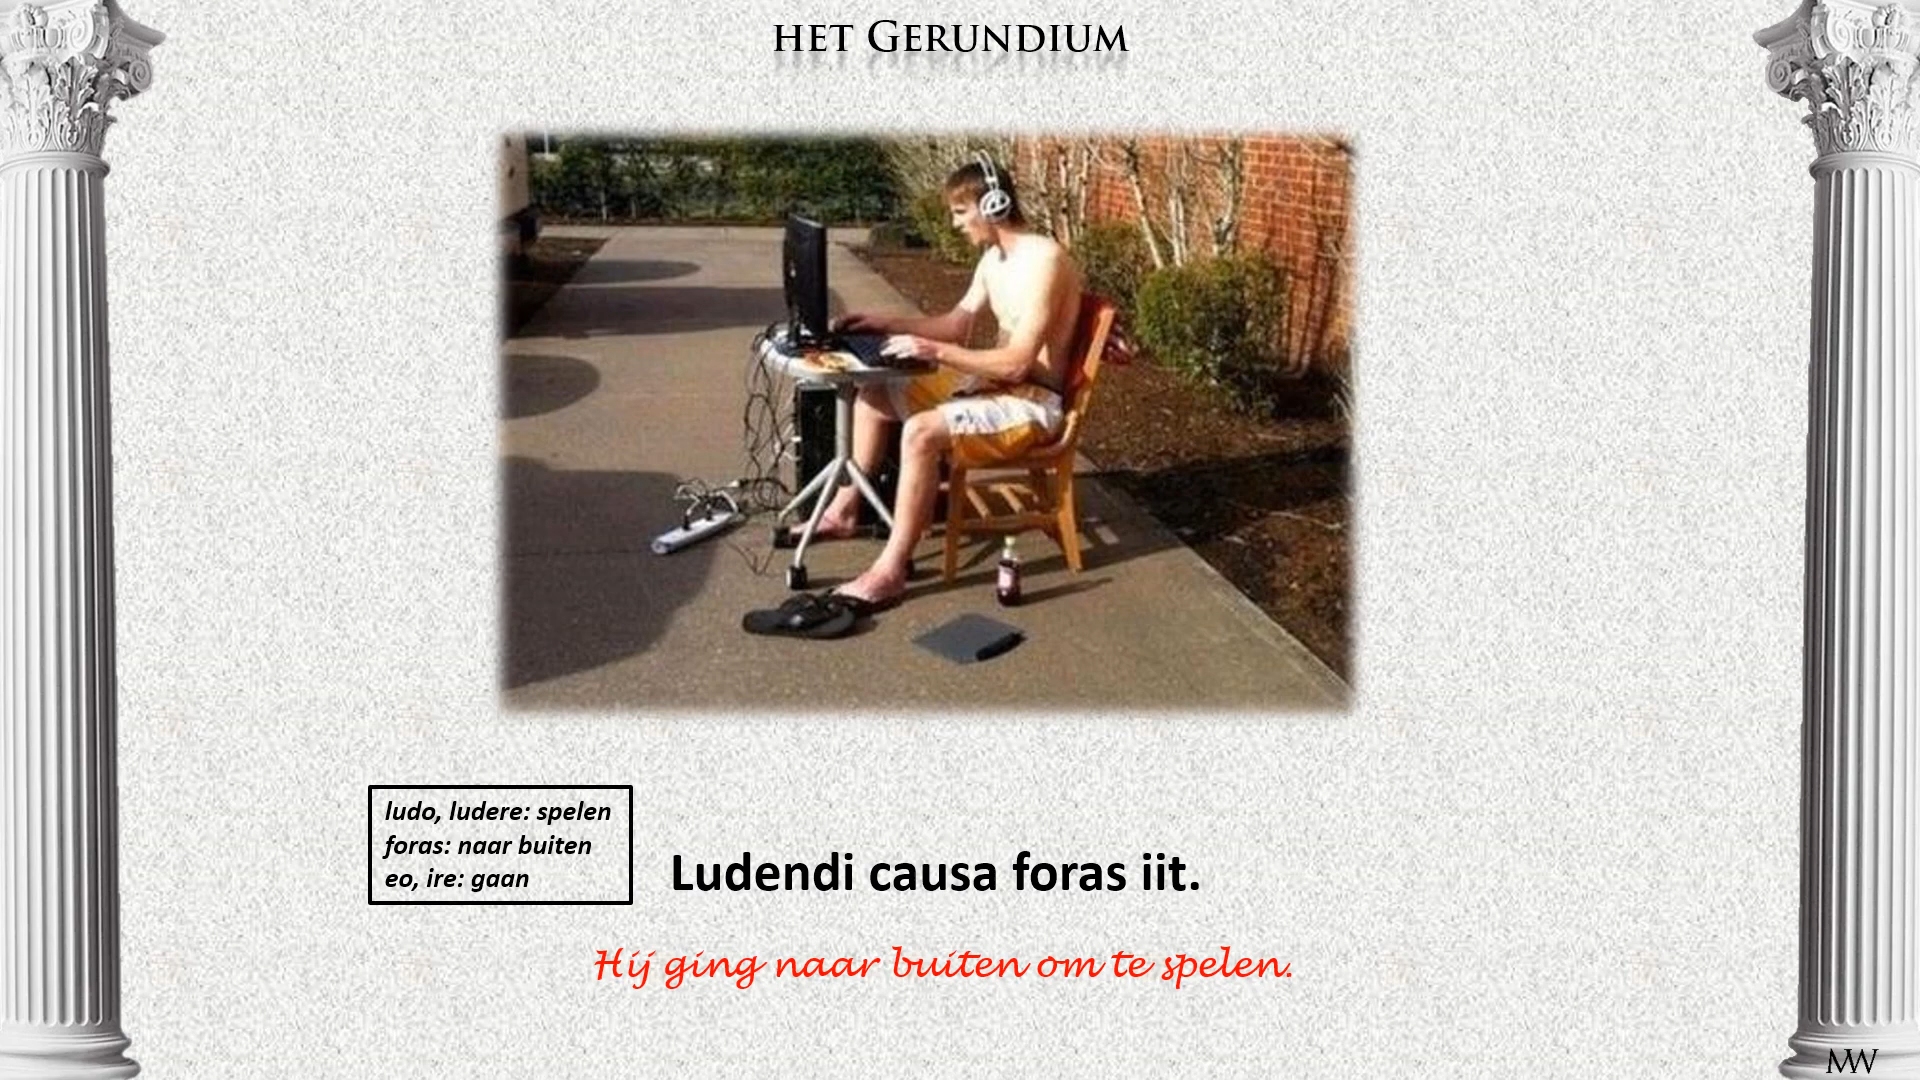 HET GERUNDIUM
ludo, ludere: spelen
foras: naar buiten
eo, ire: gaan
Ludendi causa foras iit.
Hij ging naar buiten om te spelen.
MW